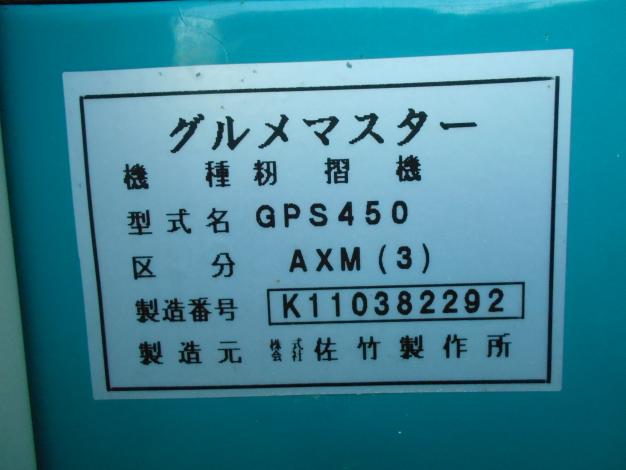 グルメマスター
機種 籾摺機
型式名 GPS450
区分 AXM(3)
製造番号 K110382292
製造元 株式会社 佐竹製作所